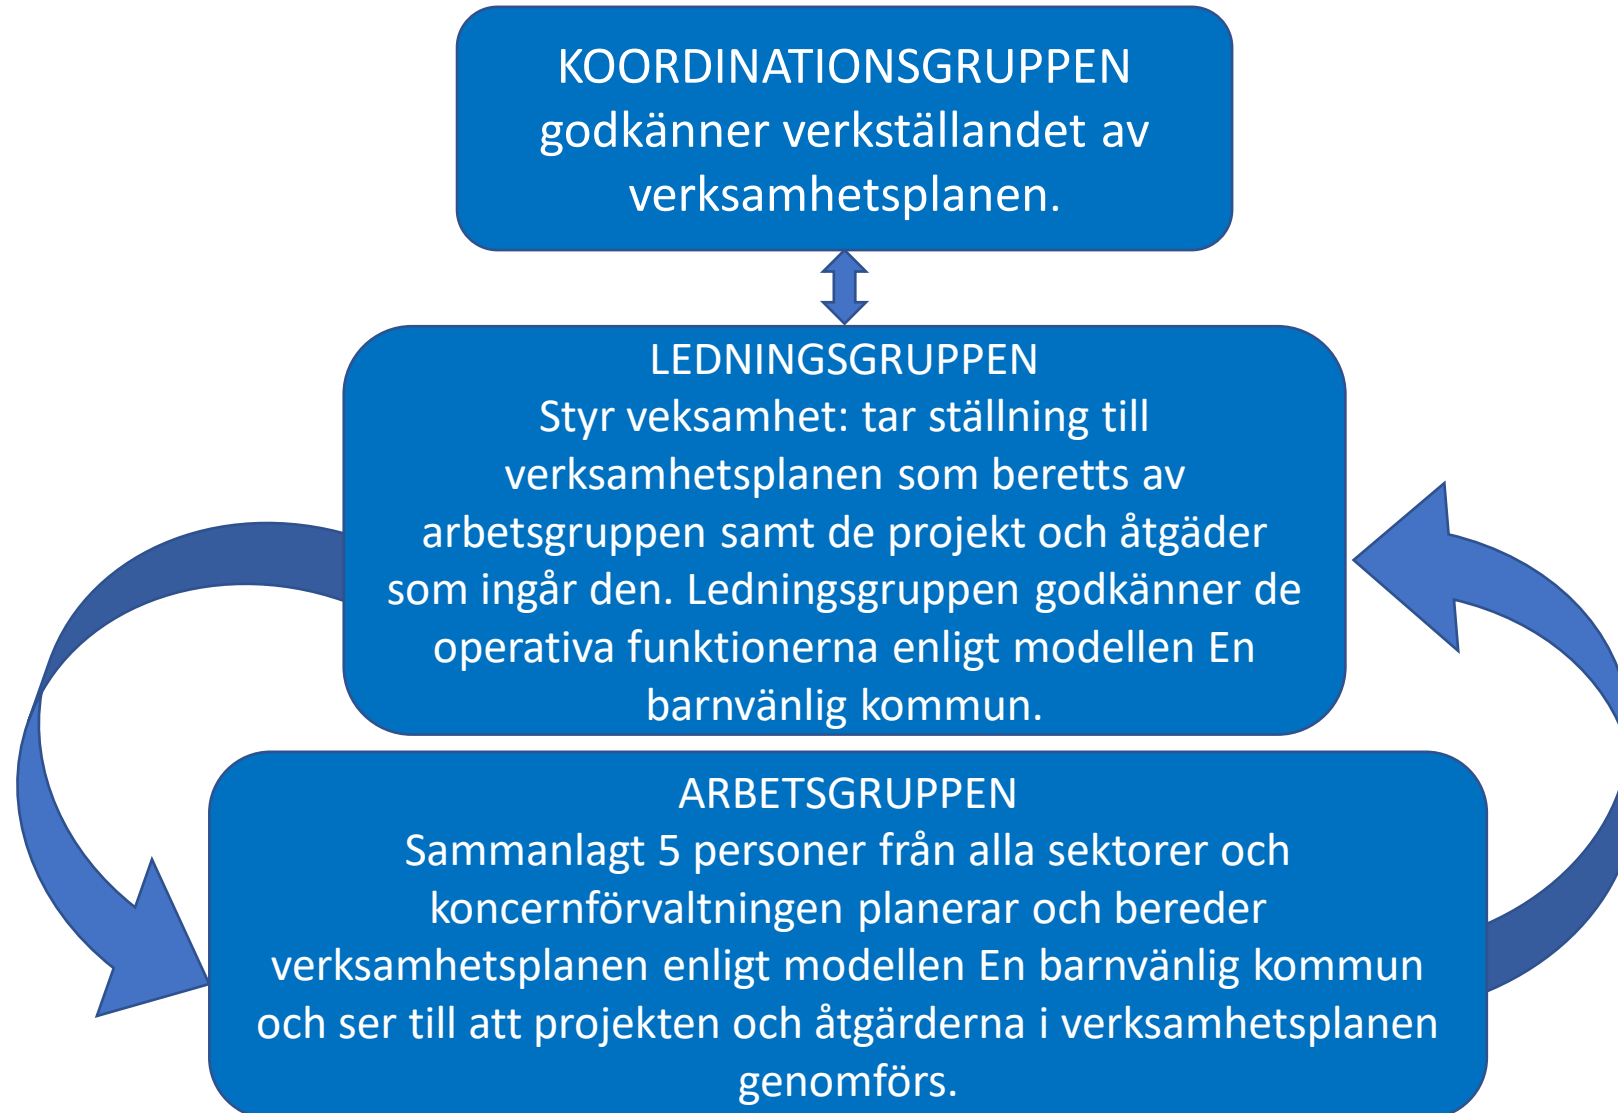 KOORDINATIONSGRUPPEN
godkänner verkställandet av
verksamhetsplanen.
LEDNINGSGRUPPEN
Styr veksamhet: tar ställning till
verksamhetsplanen som beretts av
arbetsgruppen samt de projekt och åtgäder
som ingår den. Ledningsgruppen godkänner de
operativa funktionerna enligt modellen En
barnvänlig kommun.
ARBETSGRUPPEN
Sammanlagt 5 personer från alla sektorer och
koncernförvaltningen planerar och bereder
verksamhetsplanen enligt modellen En barnvänlig kommun
och ser till att projekten och åtgärderna i verksamhetsplanen
genomförs.